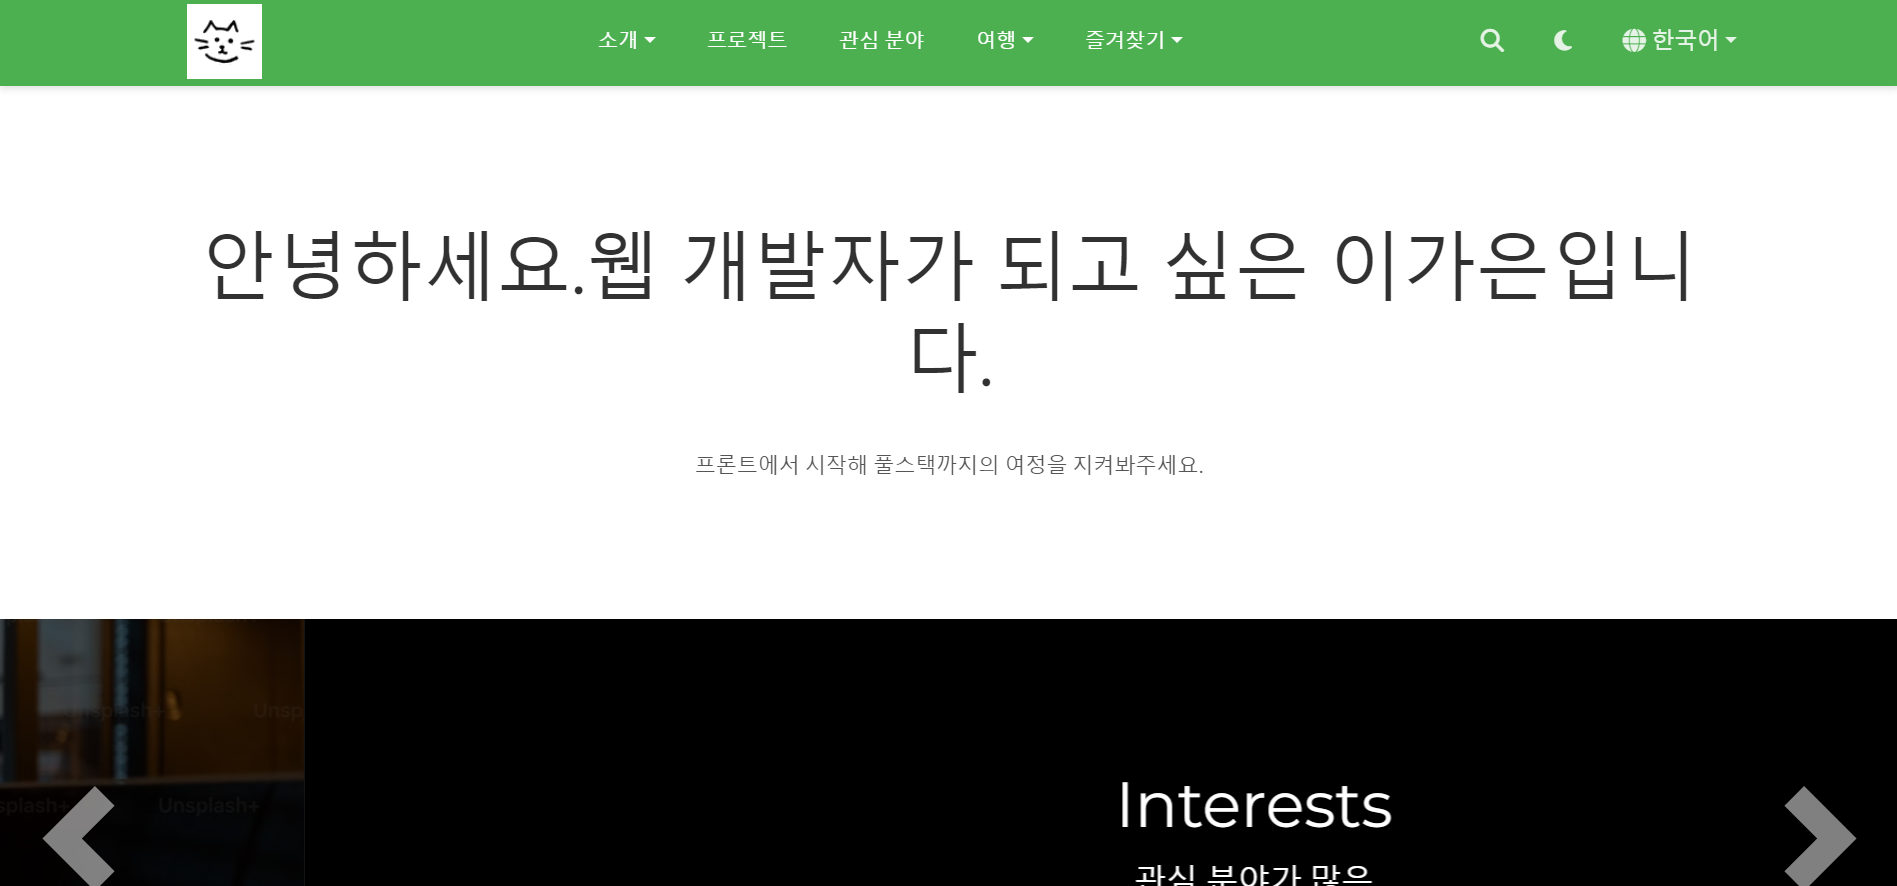 소개 프로젝트 관심 분야 여행 즐겨찾기 한국어
안녕하세요.웹 개발자가 되고 싶은 이가은입니
다.
프론트에서 시작해 풀스택까지의 여정을 지켜봐주세요.
Unsplash+ Unsp
splash+ Unsplash+
Interests
관심 분야가 많은